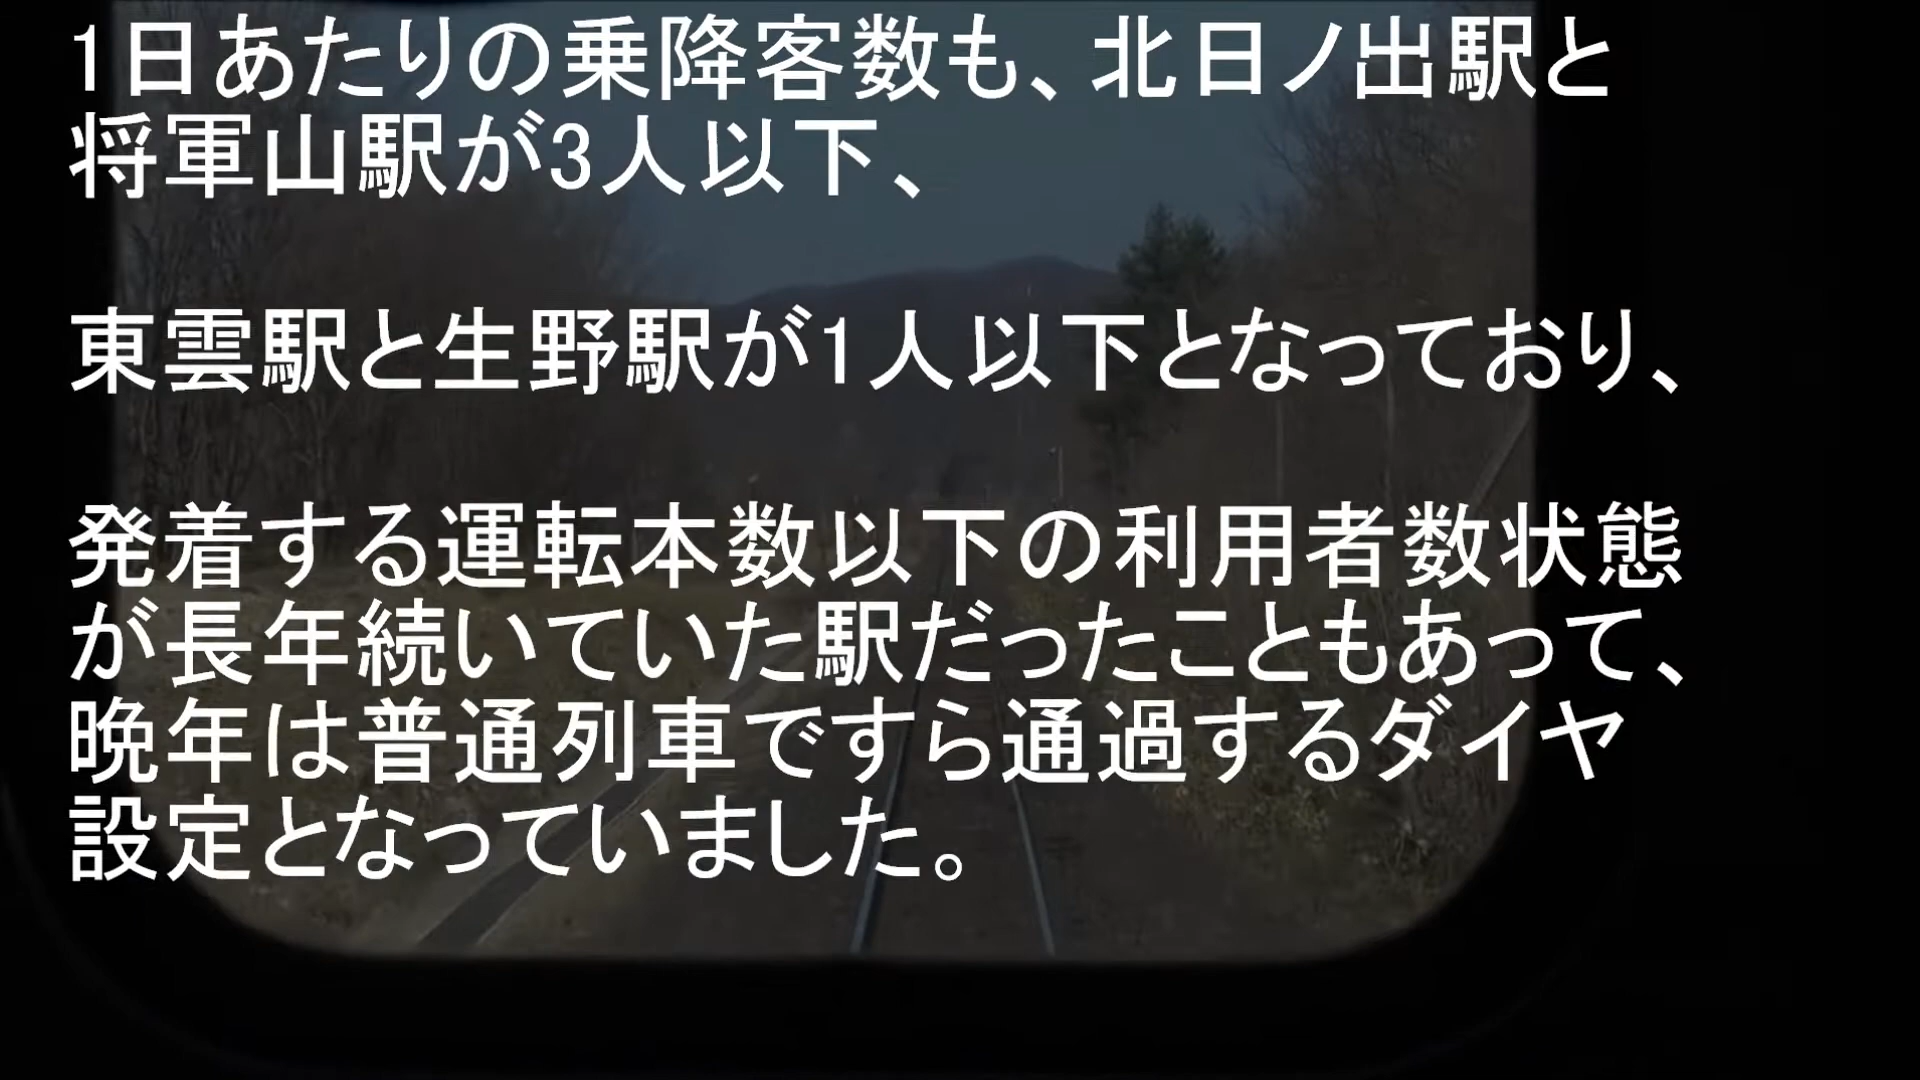 1日あたりの乗降客数も、北日ノ出駅と
将軍山駅が3人以下、
東雲駅と生野駅が1人以下となっており、
発着する運転本数以下の利用者数状態
が長年続いていた駅だったこともあって、
晩年は普通列車ですら通過するダイヤ
設定となっていました。